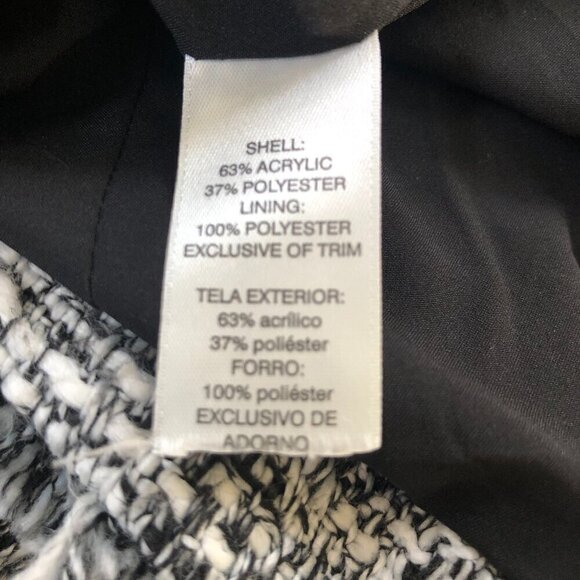 SHELL:
63% ACRYLIC
37% POLYESTER
LINING:
100% POLYESTER
EXCLUSIVE OF TRIM
TELA EXTERIOR:
63% acrílico
37% poliéster
FORRO:
100% poliéster
EXCLUSIVO DE
ADORNO